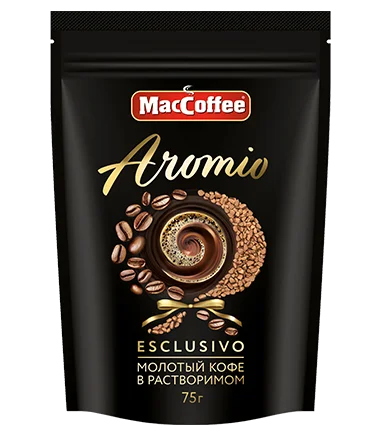 MacCoffee
Aromio
ESCLUSIVO
МОЛОТЫЙ КОФЕ
В РАСТВОРИМОМ
75г